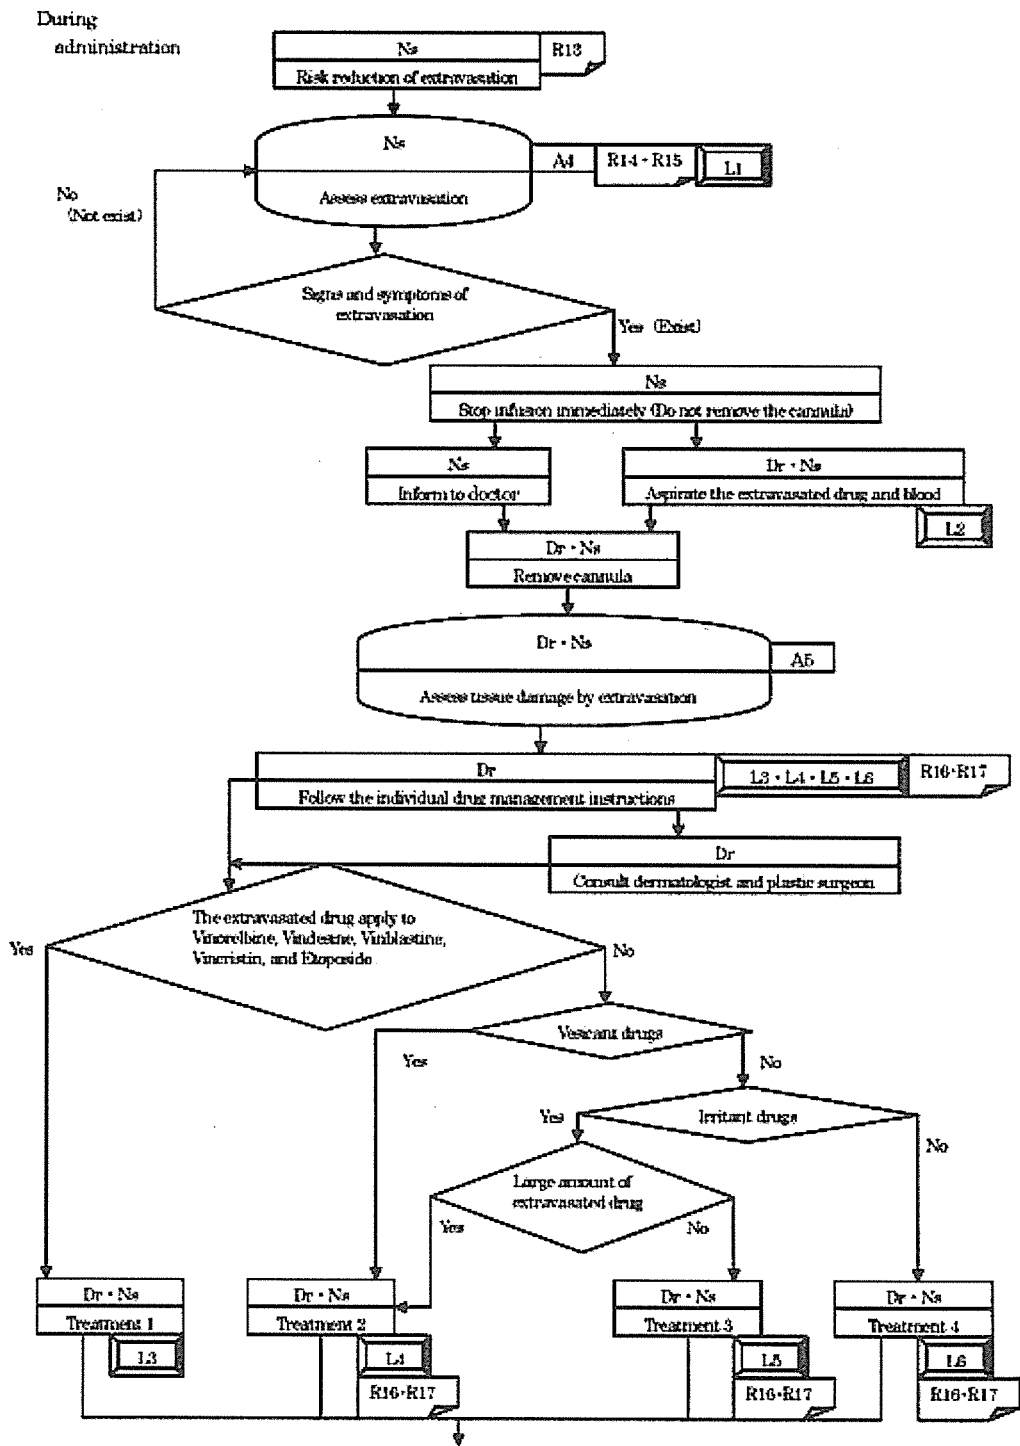 During
administration
Ns
R13
Risk reduction of extravasation
Ns
A4
R14・R15
L1
Assess extravasation
No
(Not exist)
Signs and symptoms of
extravasation
Yes (Exist)
Ns
Stop infusion immediately (Do not remove the cannula)
Ns
Inform to doctor
Dr・Ns
Aspirate the extravasated drug and blood
L2
Dr・Ns
Remove cannula
Dr・Ns
A5
Assess tissue damage by extravasation
Dr
L3・L4・L5・L6
R16・R17
Follow the individual drug management instructions
Dr
Consult dermatologist and plastic surgeon
The extravasated drug apply to
Vinorelbine, Vindesine, Vinblastine,
Vincristin, and Etoposide
Yes
No
Vesicant drugs
Yes
No
Irritant drugs
Yes
No
Large amount of
extravasated drug
Yes
No
Dr・Ns
Treatment 1
L3
Dr・Ns
Treatment 2
L4
R16・R17
Dr・Ns
Treatment 3
L5
R16・R17
Dr・Ns
Treatment 4
L6
R16・R17